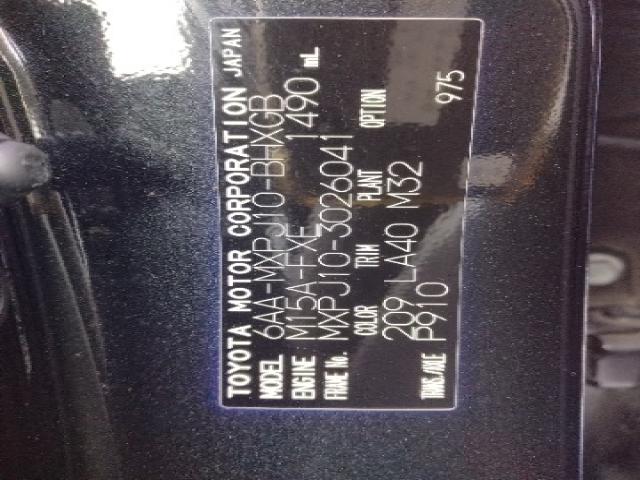 TOYOTA MOTOR CORPORATION JAPAN
MODEL 6AA-MXPJ10-BHXGB
ENGINE M15A-FXE 1490 mL
FRAME No. MXPJ10-3026041
COLOR TRIM PLANT OPTION
209 LA40 M32
TRANS./AXLE P910 975